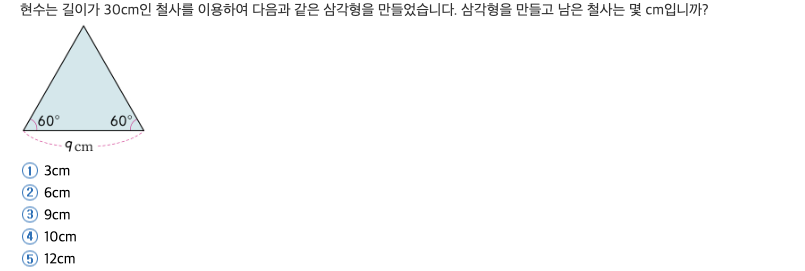 현수는 길이가 30cm인 철사를 이용하여 다음과 같은 삼각형을 만들었습니다. 삼각형을 만들고 남은 철사는 몇 cm입니까?
60° 60°
9 cm
① 3cm
② 6cm
③ 9cm
④ 10cm
⑤ 12cm